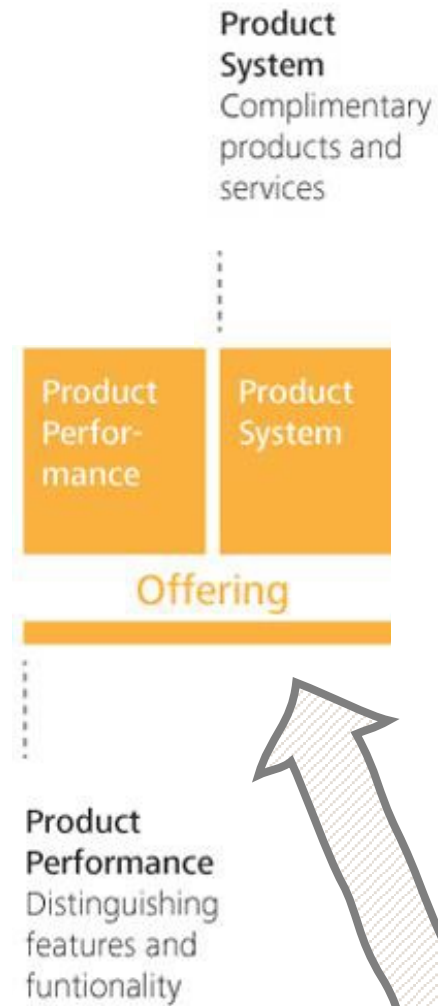 Product
System
Complimentary
products and
services
Product
Perfor-
mance
Product
System
Offering
Product
Performance
Distinguishing
features and
funtionality